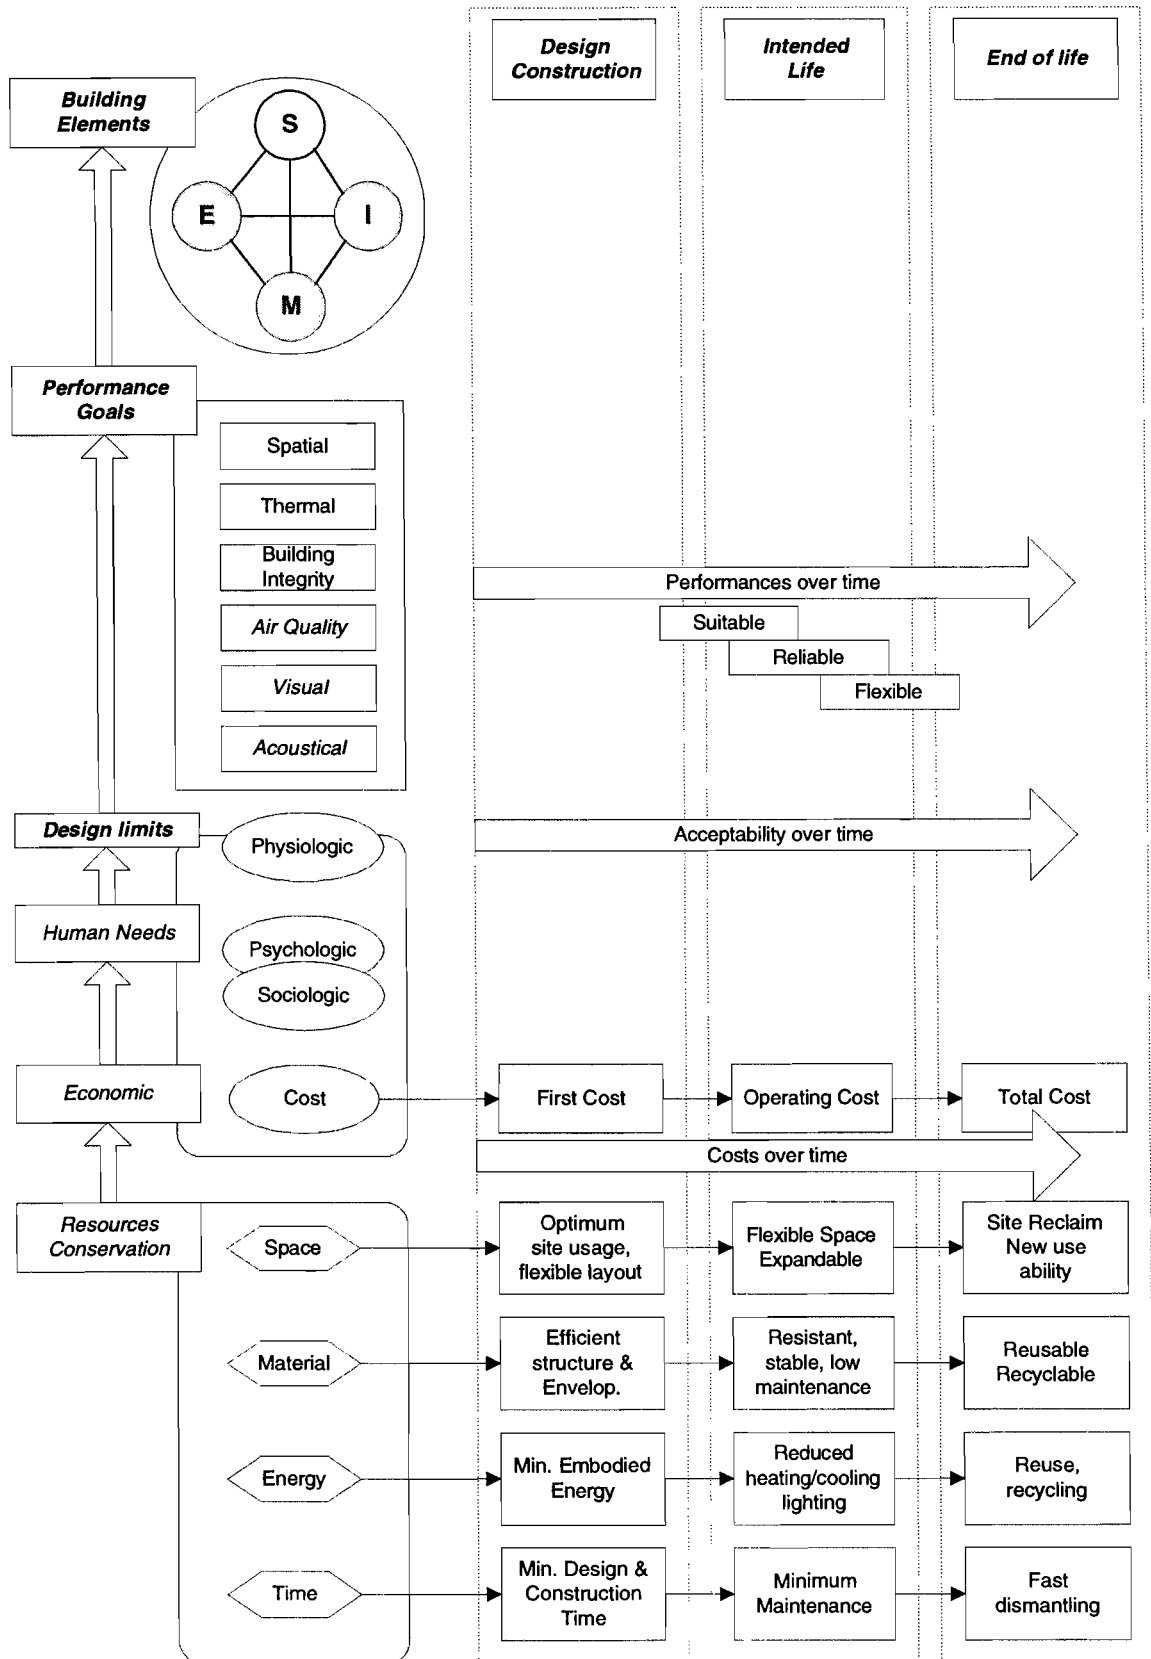 Design
Construction
Intended
Life
End of life
Building
Elements
S
E
I
M
Performance
Goals
Spatial
Thermal
Building
Integrity
Air Quality
Visual
Acoustical
Performances over time
Suitable
Reliable
Flexible
Design limits
Physiologic
Acceptability over time
Human Needs
Psychologic
Sociologic
Economic
Cost
First Cost
Operating Cost
Total Cost
Costs over time
Resources
Conservation
Space
Optimum
site usage,
flexible layout
Flexible Space
Expandable
Site Reclaim
New use
ability
Material
Efficient
structure &
Envelop.
Resistant,
stable, low
maintenance
Reusable
Recyclable
Energy
Min. Embodied
Energy
Reduced
heating/cooling
lighting
Reuse,
recycling
Time
Min. Design &
Construction
Time
Minimum
Maintenance
Fast
dismantling